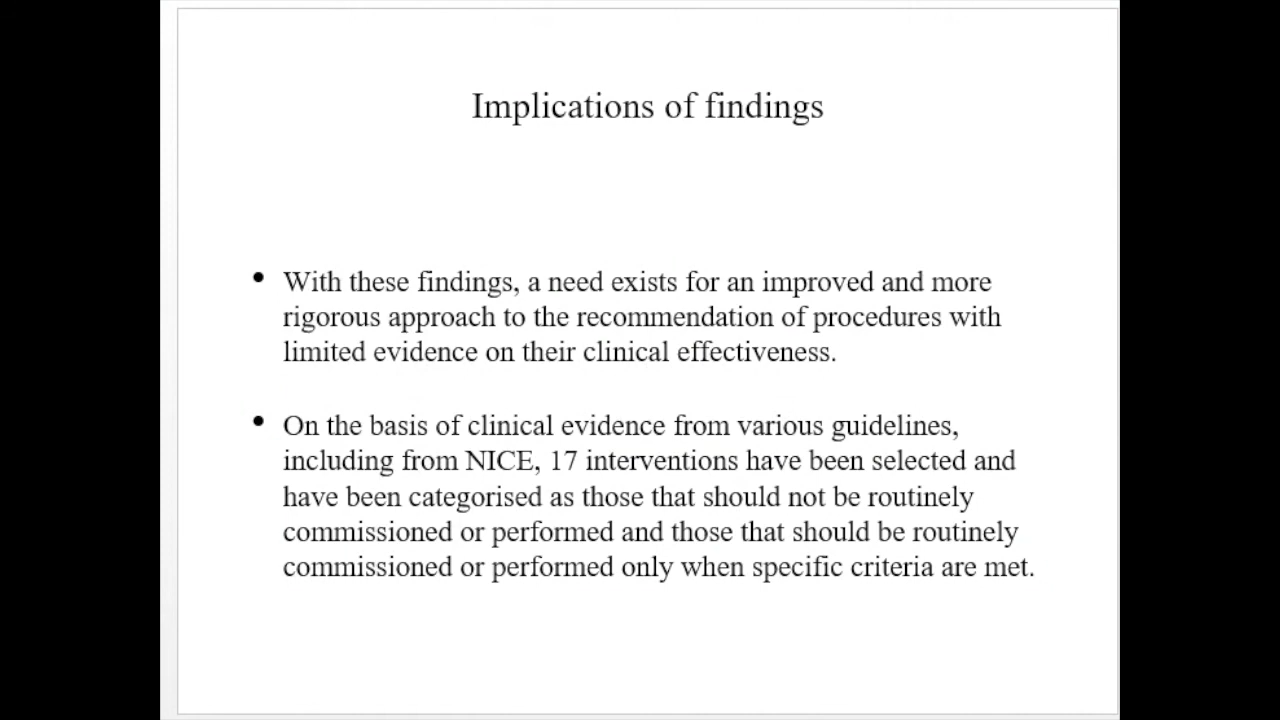 Implications of findings
• With these findings, a need exists for an improved and more
rigorous approach to the recommendation of procedures with
limited evidence on their clinical effectiveness.
• On the basis of clinical evidence from various guidelines,
including from NICE, 17 interventions have been selected and
have been categorised as those that should not be routinely
commissioned or performed and those that should be routinely
commissioned or performed only when specific criteria are met.